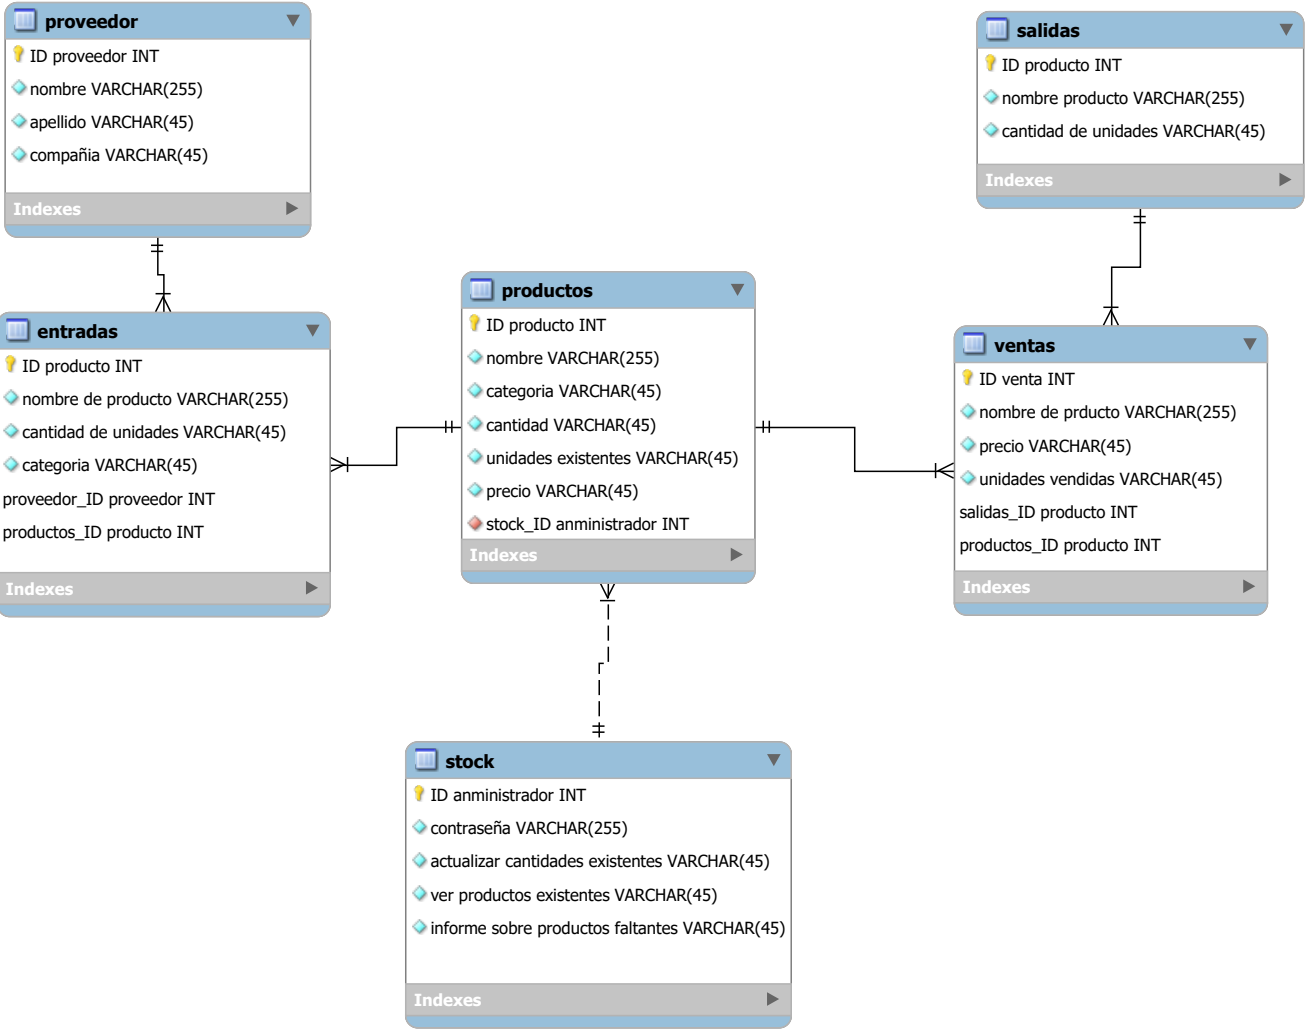 proveedor
ID proveedor INT
nombre VARCHAR(255)
apellido VARCHAR(45)
compañia VARCHAR(45)
Indexes
salidas
ID producto INT
nombre producto VARCHAR(255)
cantidad de unidades VARCHAR(45)
Indexes
entradas
ID producto INT
nombre de producto VARCHAR(255)
cantidad de unidades VARCHAR(45)
categoria VARCHAR(45)
proveedor_ID proveedor INT
productos_ID producto INT
Indexes
productos
ID producto INT
nombre VARCHAR(255)
categoria VARCHAR(45)
cantidad VARCHAR(45)
unidades existentes VARCHAR(45)
precio VARCHAR(45)
stock_ID anministrador INT
Indexes
ventas
ID venta INT
nombre de prducto VARCHAR(255)
precio VARCHAR(45)
unidades vendidas VARCHAR(45)
salidas_ID producto INT
productos_ID producto INT
Indexes
stock
ID anministrador INT
contraseña VARCHAR(255)
actualizar cantidades existentes VARCHAR(45)
ver productos existentes VARCHAR(45)
informe sobre productos faltantes VARCHAR(45)
Indexes